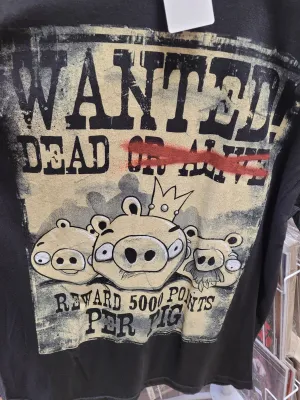 WANTED!
DEAD OR ALIVE
REWARD 5000 POINTS
PER PIG